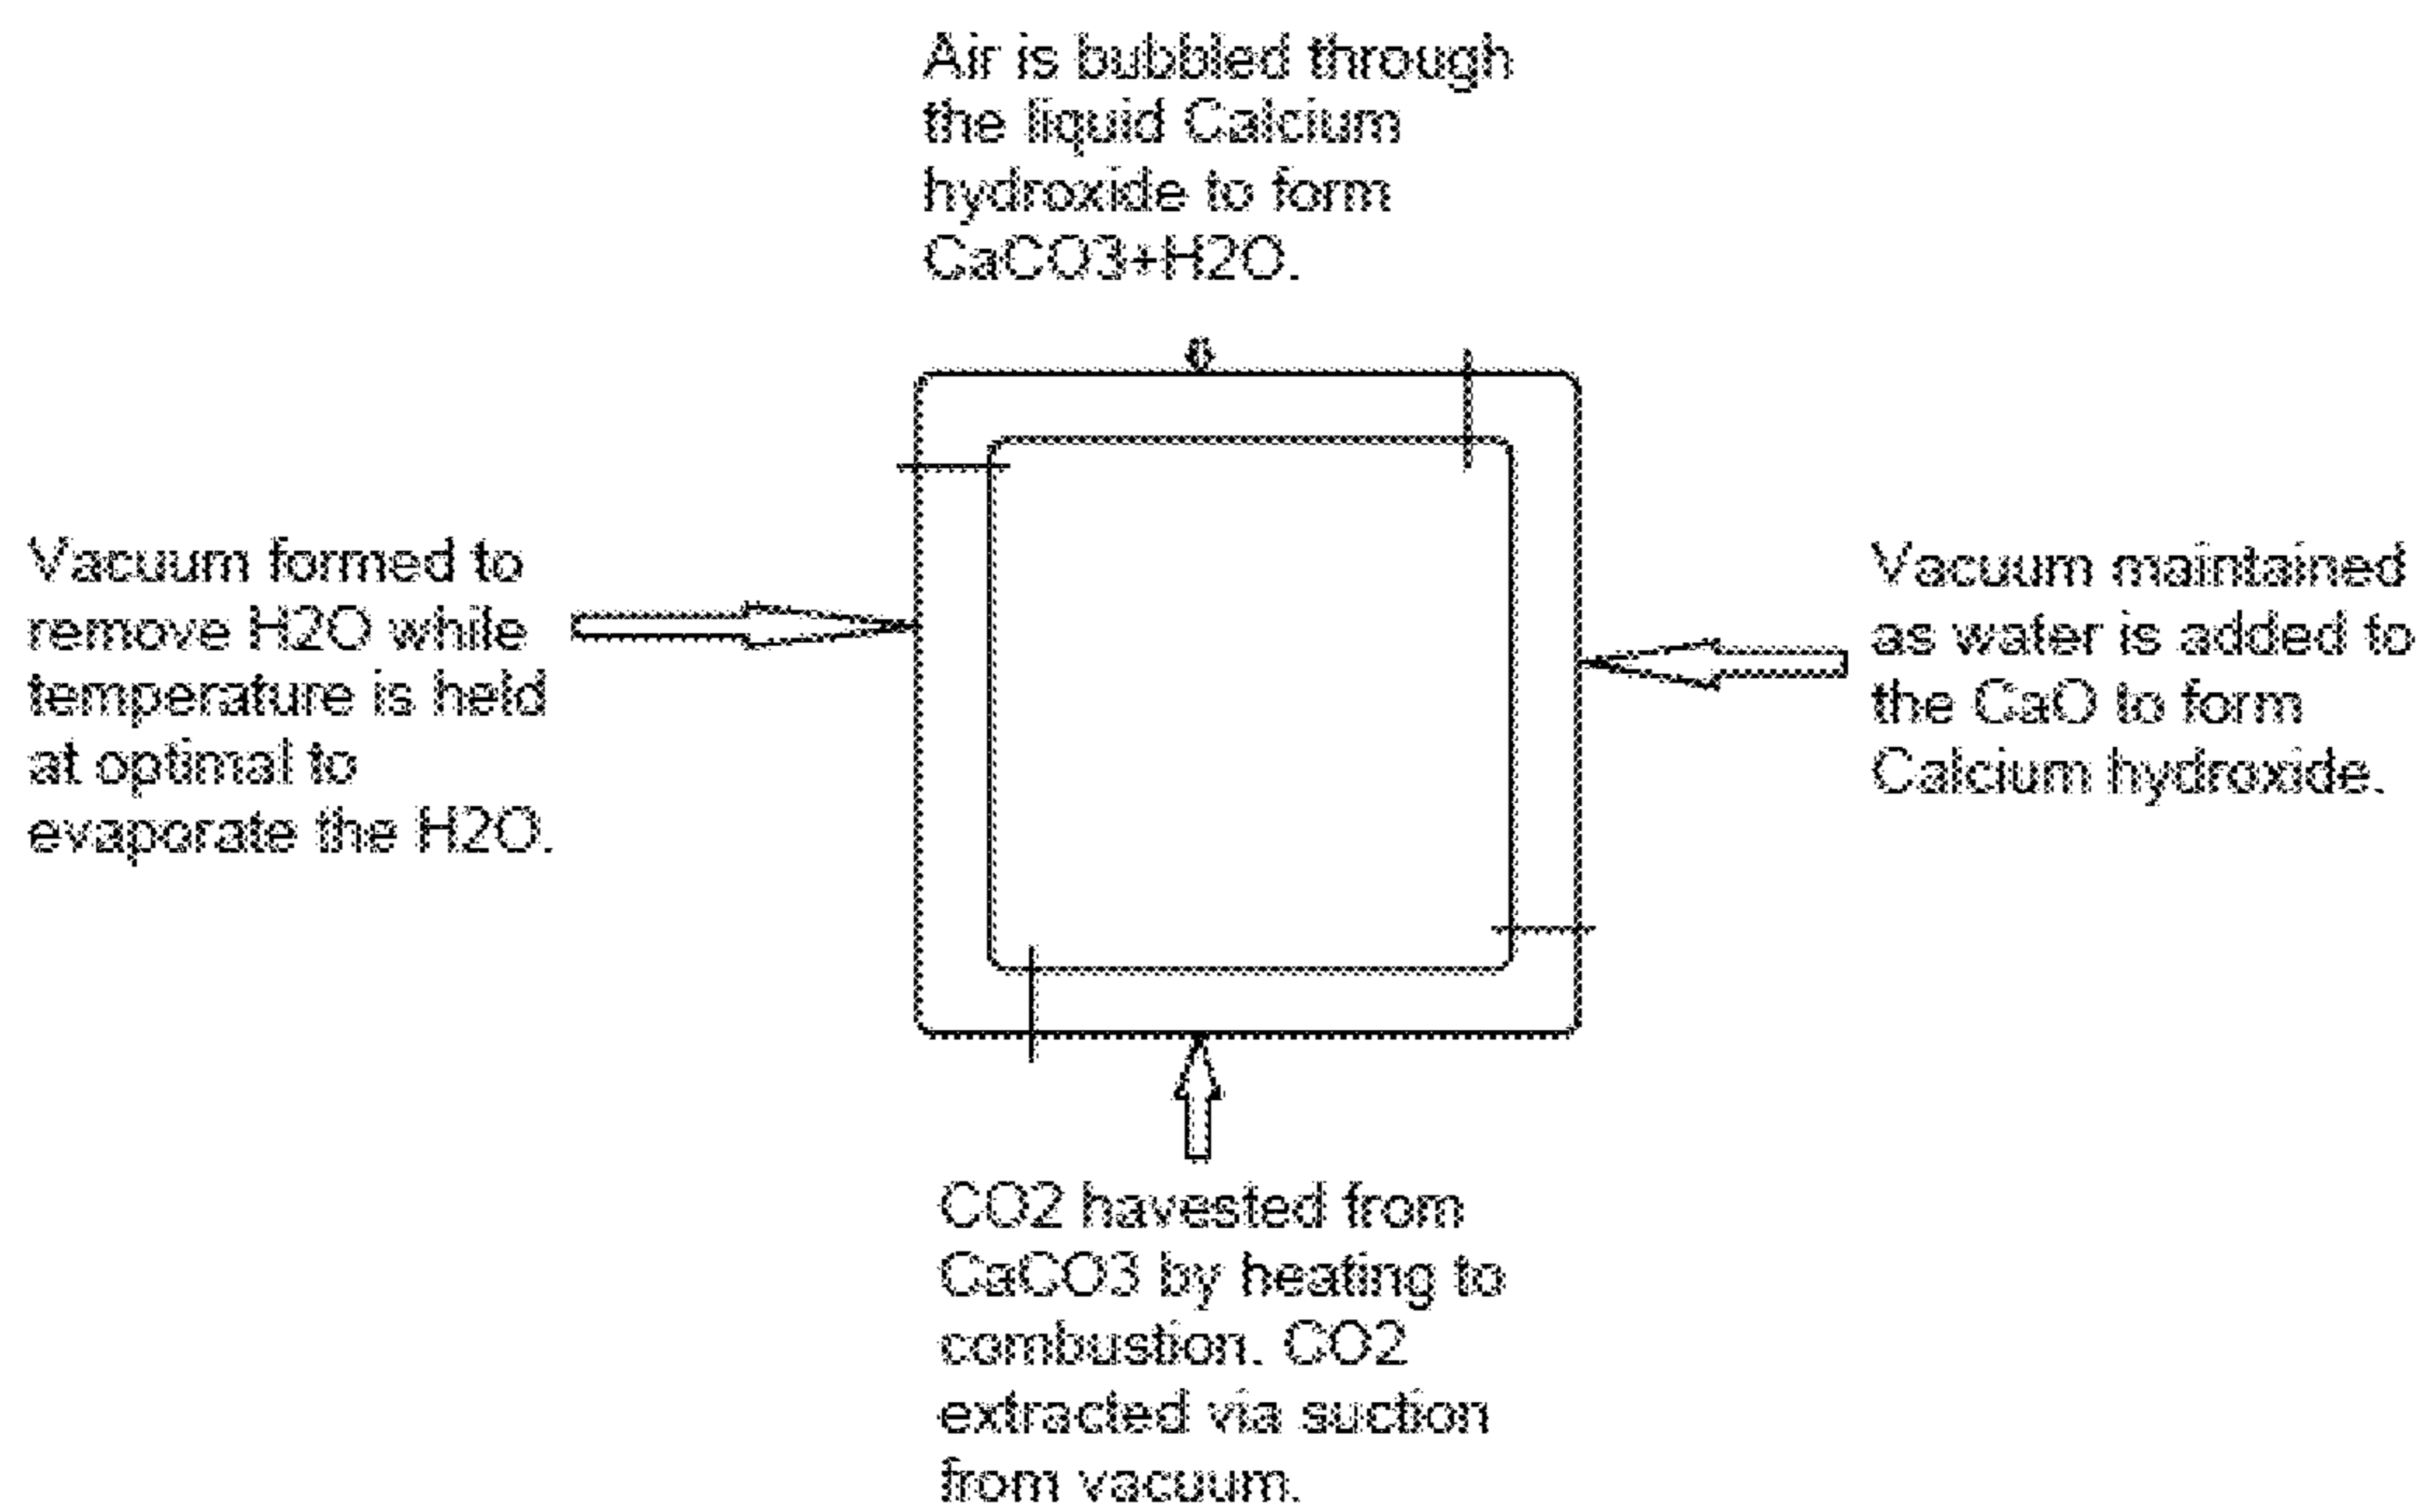 Air is bubbled through
the liquid Calcium
hydroxide to form
CaCO3+H2O.
Vacuum formed to
remove H2O while
temperature is held
at optimal to
evaporate the H2O.
Vacuum maintained
as water is added to
the CaO to form
Calcium hydroxide.
CO2 havested from
CaCO3 by heating to
combustion. CO2
extracted via suction
from vacuum.